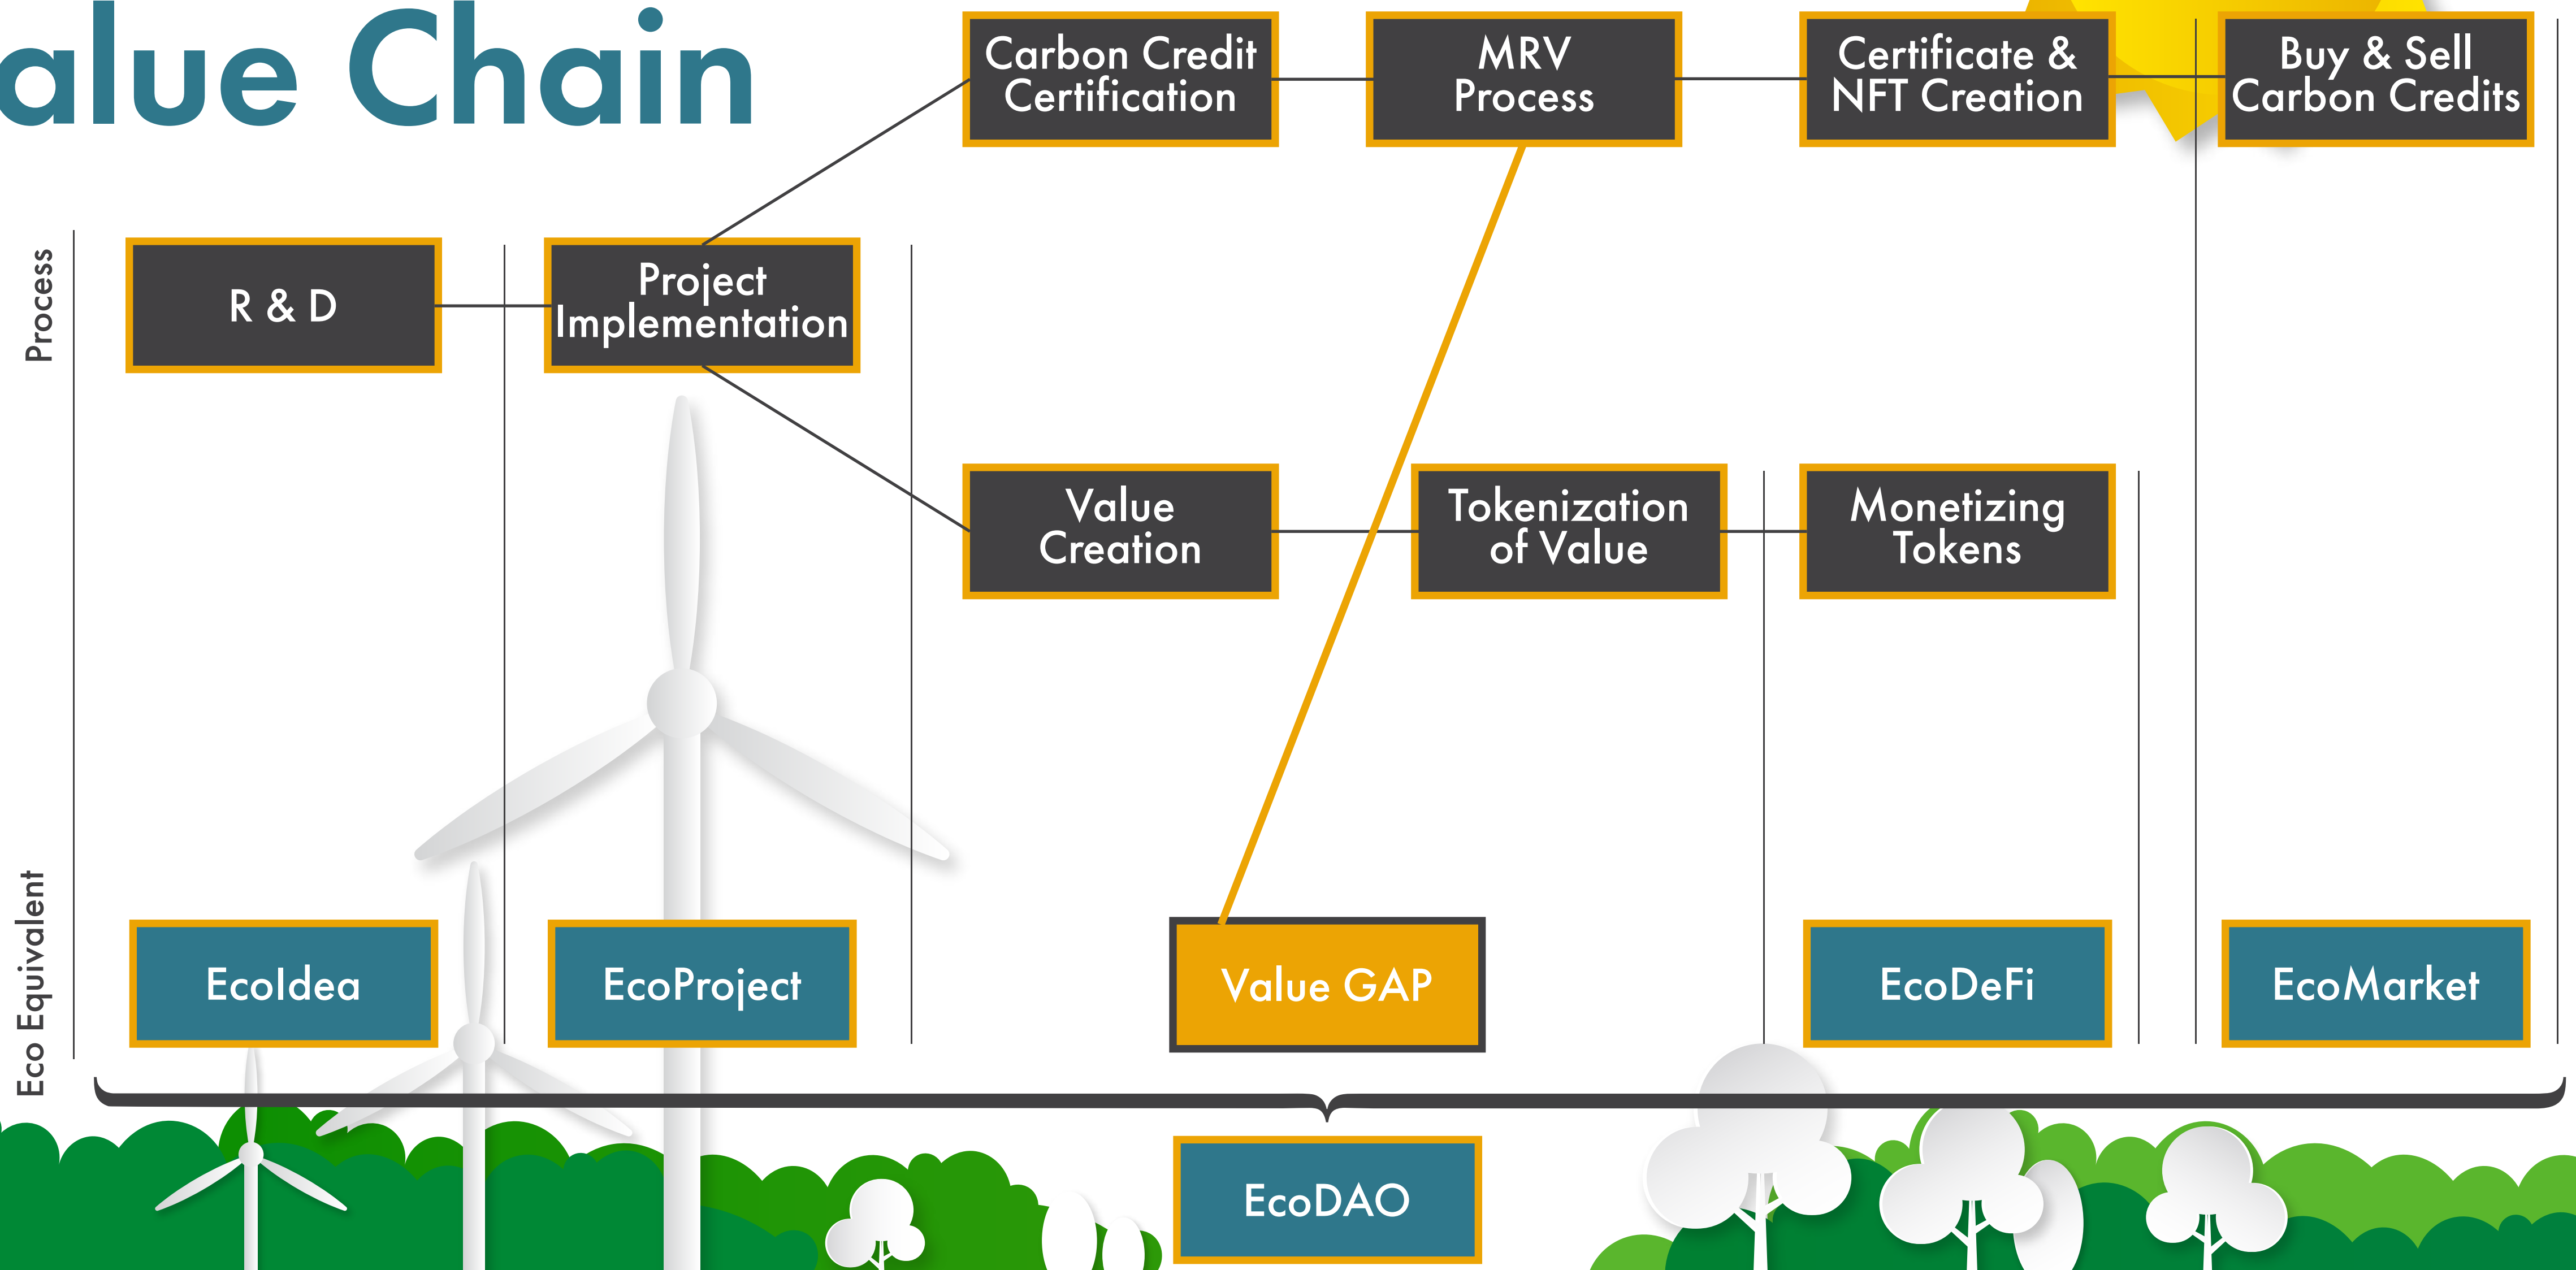 alue Chain
Carbon Credit
Certification
MRV
Process
Certificate &
NFT Creation
Buy & Sell
Carbon Credits
Process
R & D
Project
Implementation
Value
Creation
Tokenization
of Value
Monetizing
Tokens
Eco Equivalent
EcoIdea
EcoProject
Value GAP
EcoDeFi
EcoMarket
EcoDAO